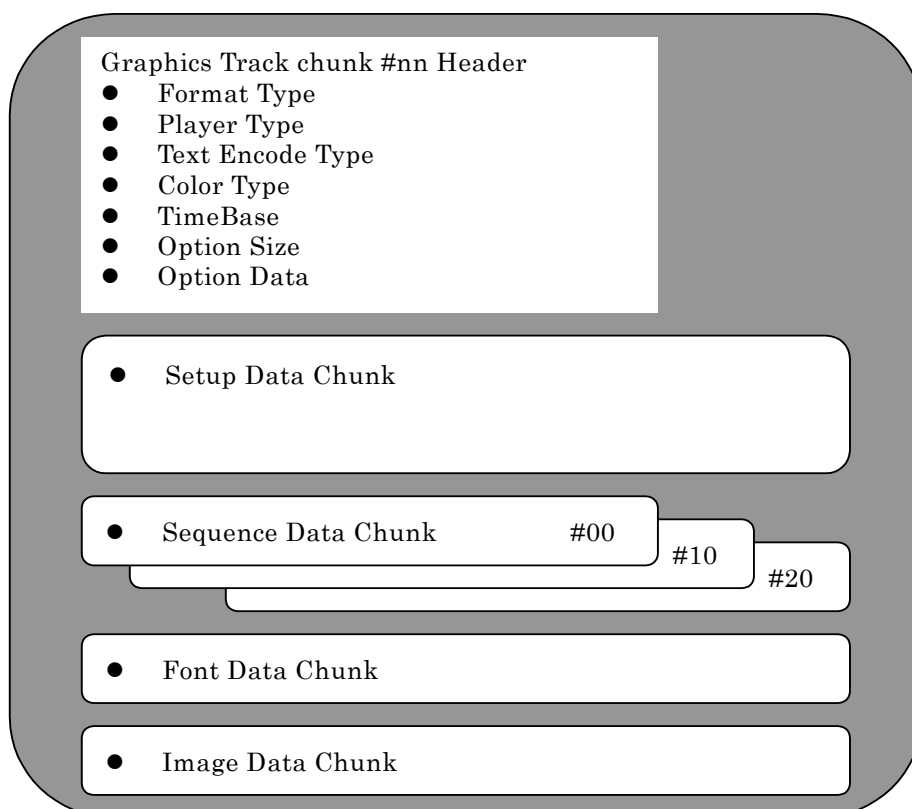 Graphics Track chunk #nn Header
● Format Type
● Player Type
● Text Encode Type
● Color Type
● TimeBase
● Option Size
● Option Data
● Setup Data Chunk
● Sequence Data Chunk #00
#10
#20
● Font Data Chunk
● Image Data Chunk